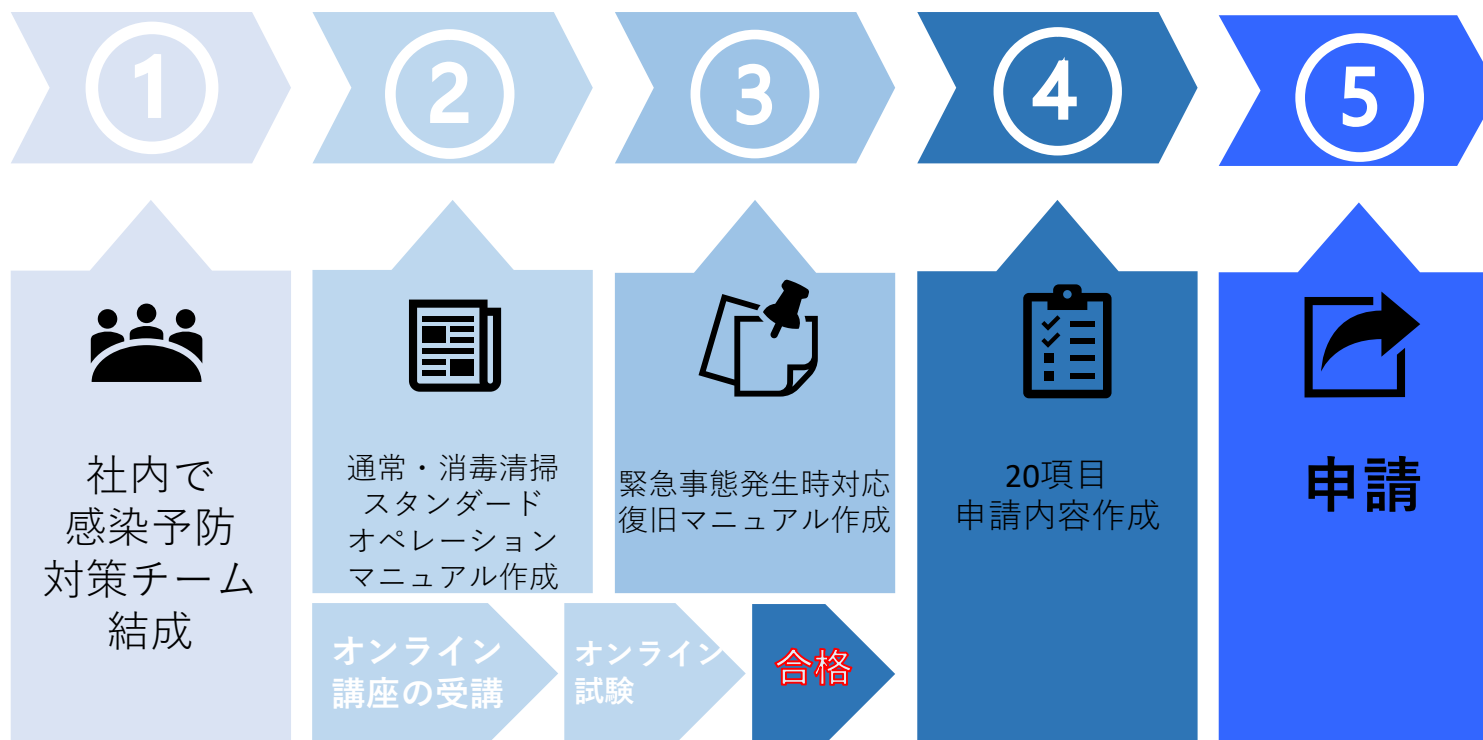 1
2
3
4
5
社内で
感染予防
対策チーム
結成
通常・消毒清掃
スタンダード
オペレーション
マニュアル作成
緊急事態発生時対応
復旧マニュアル作成
20項目
申請内容作成
申請
オンライン
講座の受講
オンライン
試験
合格